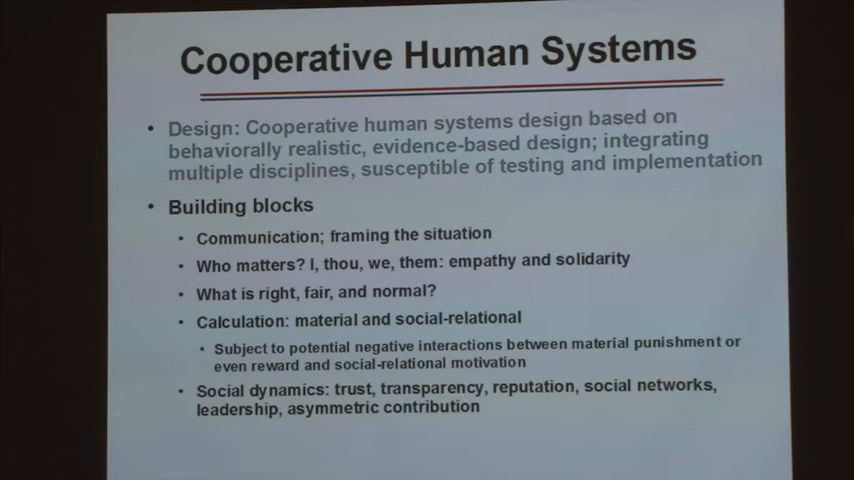 Cooperative Human Systems
• Design: Cooperative human systems design based on
behaviorally realistic, evidence-based design; integrating
multiple disciplines, susceptible of testing and implementation
• Building blocks
• Communication; framing the situation
• Who matters? I, thou, we, them: empathy and solidarity
• What is right, fair, and normal?
• Calculation: material and social-relational
• Subject to potential negative interactions between material punishment or
even reward and social-relational motivation
• Social dynamics: trust, transparency, reputation, social networks,
leadership, asymmetric contribution